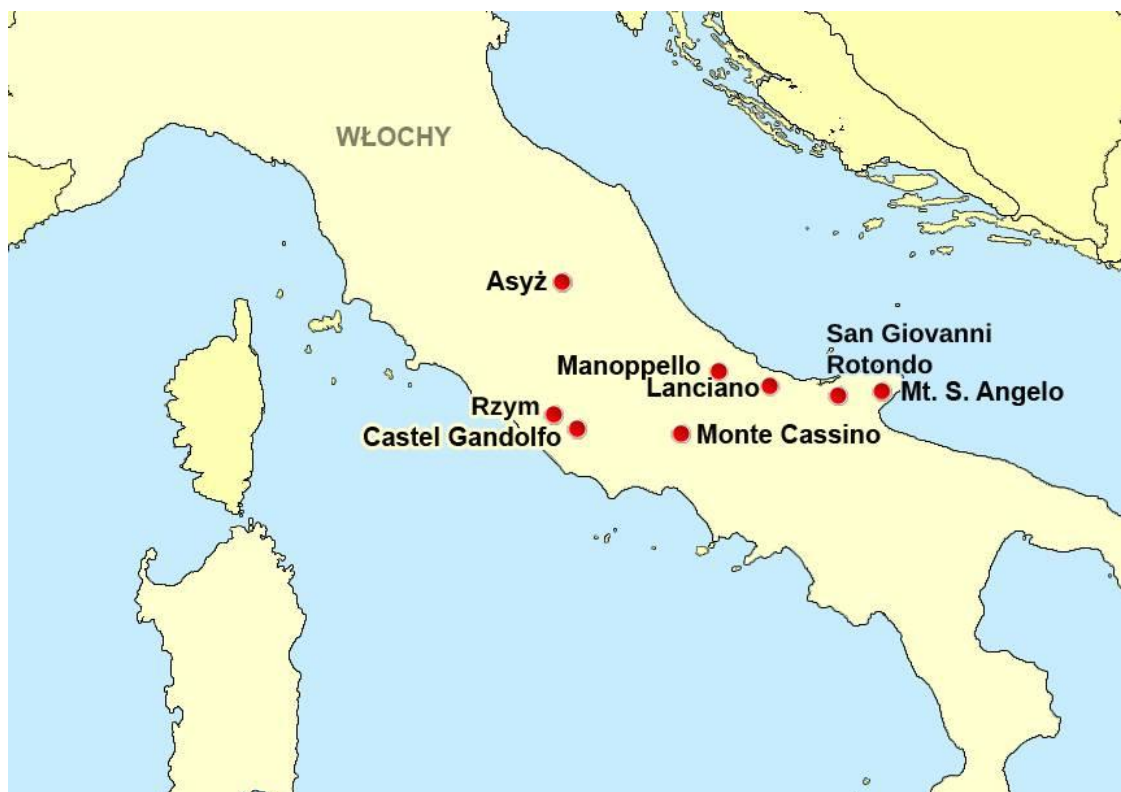 WŁOCHY
Asyż
San Giovanni
Rotondo
Manoppello
Lanciano
Mt. S. Angelo
Rzym
Castel Gandolfo
Monte Cassino